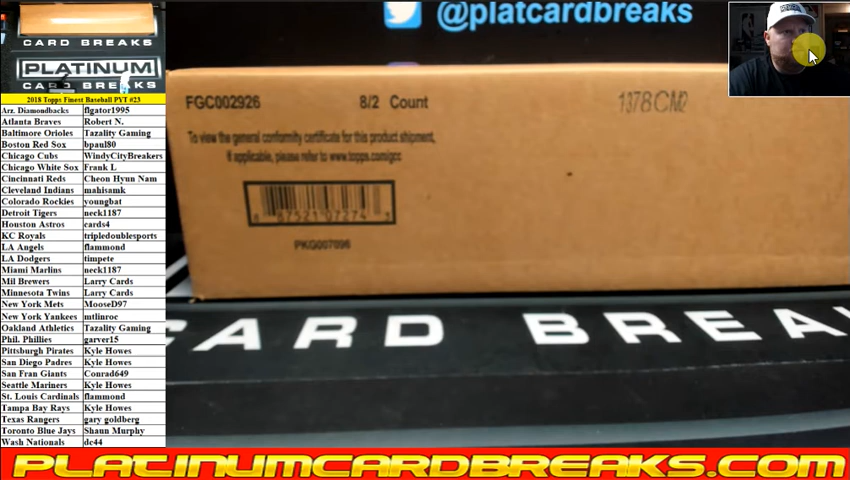 @platcardbreaks
CARD BREAKS
PLATINUM
CARD BREAKS
2018 Topps Finest Baseball PYT #23
Arz. Diamondbacks flgator1995
Atlanta Braves Robert N.
Baltimore Orioles Tazality Gaming
Boston Red Sox bpaul80
Chicago Cubs WindyCityBreakers
Chicago White Sox Frank L
Cincinnati Reds Cheon Hyun Nam
Cleveland Indians mahisamk
Colorado Rockies youngbat
Detroit Tigers neck1187
Houston Astros cards4
KC Royals tripledoublesports
LA Angels flammond
LA Dodgers timpete
Miami Marlins neck1187
Mil Brewers Larry Cards
Minnesota Twins Larry Cards
New York Mets MooseD97
New York Yankees mtlinroc
Oakland Athletics Tazality Gaming
Phil. Phillies garver15
Pittsburgh Pirates Kyle Howes
San Diego Padres Kyle Howes
San Fran Giants Conrad649
Seattle Mariners Kyle Howes
St. Louis Cardinals flammond
Tampa Bay Rays Kyle Howes
Texas Rangers gary goldberg
Toronto Blue Jays Shaun Murphy
Wash Nationals dc44
FGC002926 8/2 Count 1378CM2
To view the general conformity certificate for this product shipment,
if applicable, please refer to www.topps.com/gcc
87521 07274
PKG007096
CARD BREA
PLATINUMCARDBREAKS.COM